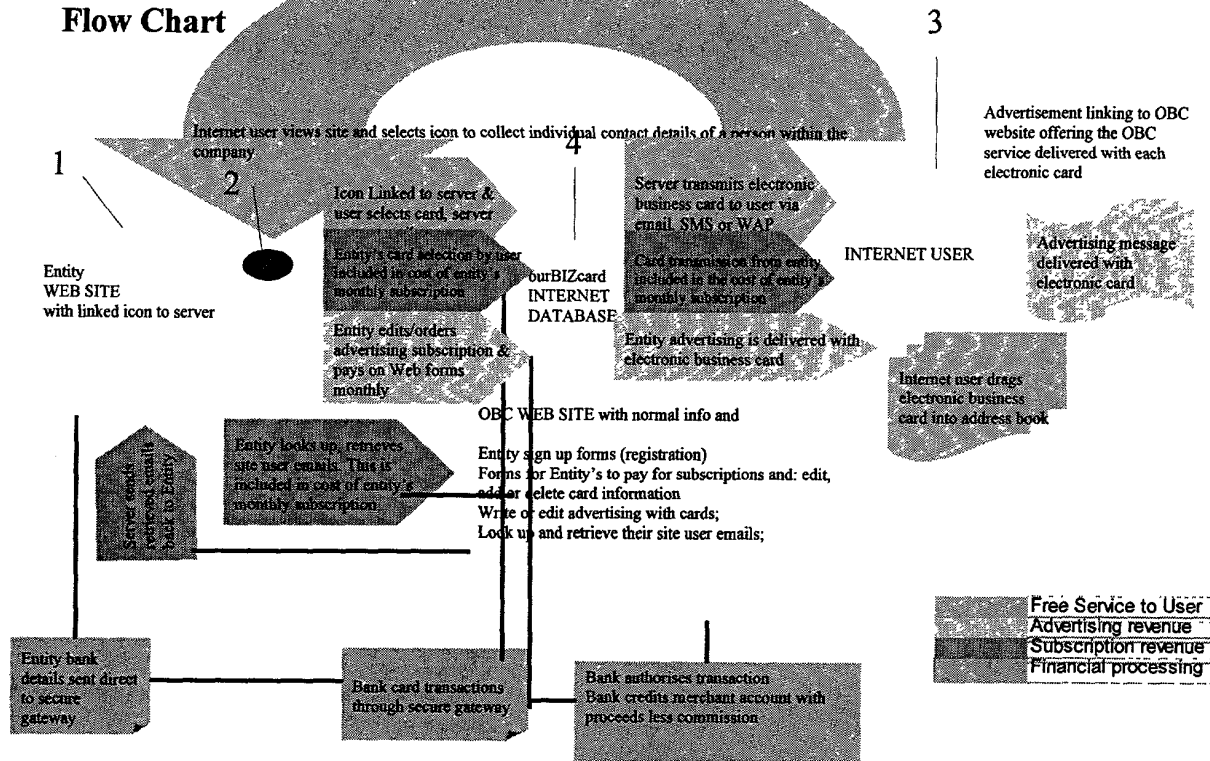 Flow Chart
3
Internet user views site and selects icon to collect individual contact details of a person within the
company
Advertisement linking to OBC
website offering the OBC
service delivered with each
electronic card
1
2
4
Icon Linked to server &
user selects card, server
Server transmits electronic
business card to user via
email, SMS or WAP
Entity's card selection by user
included in cost of entity's
monthly subscription
Card transmission from entity
included in the cost of entity's
monthly subscription
INTERNET USER
Advertising message
delivered with
electronic card
Entity
WEB SITE
with linked icon to server
ourBIZcard
INTERNET
DATABASE
Entity edits/orders
advertising subscription &
pays on Web forms
monthly
Entity advertising is delivered with
electronic business card
Internet user drags
electronic business
card into address book
OBC WEB SITE with normal info and
Entity sign up forms (registration)
Forms for Entity's to pay for subscriptions and: edit,
add or delete card information
Write or edit advertising with cards;
Look up and retrieve their site user emails;
Server sends
retrieved emails
back to Entity
Entity looks up, retrieves
site user emails. This is
included in cost of entity's
monthly subscription
Free Service to User
Advertising revenue
Subscription revenue
Financial processing
Entity bank
details sent direct
to secure
gateway
Bank card transactions
through secure gateway
Bank authorises transaction
Bank credits merchant account with
proceeds less commission